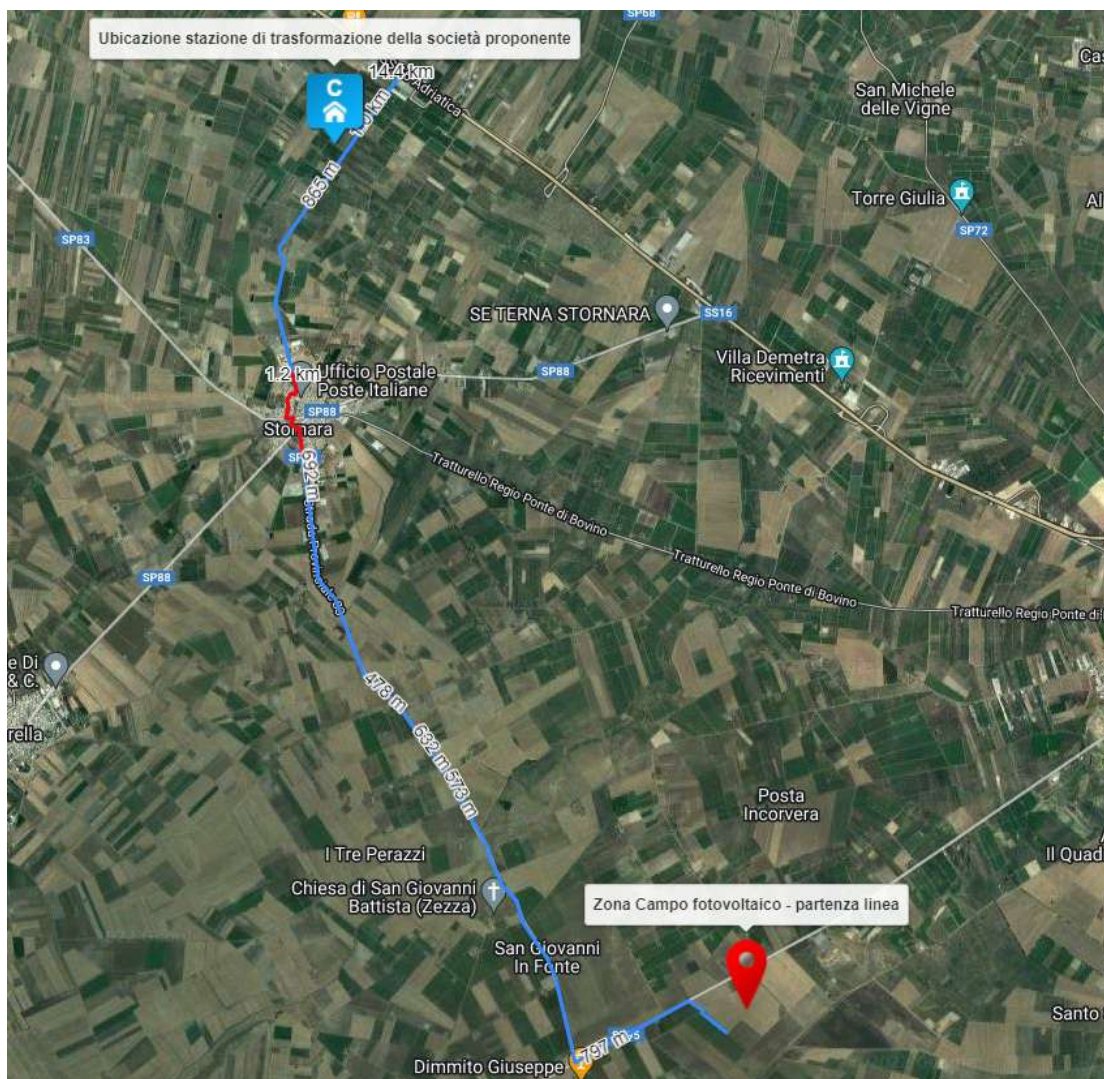 Ubicazione stazione di trasformazione della società proponente
SP68
14.4 km
C
Adriatica
865 m
San Michele
delle Vigne
Torre Giulia
SP72
SP83
SE TERNA STORNARA
SS16
Villa Demetra
Ricevimenti
1.2 km
Ufficio Postale
Poste Italiane
SP88
SP88
Stornara
692 m
Tratturello Regio Ponte di Bovino
Tratturello Regio Ponte di Bovino
Tratturello Regio Ponte di
SP88
e Di
& C.
rella
478 m
632 m
573 m
Posta
Incorvera
I Tre Perazzi
Il Quad
Chiesa di San Giovanni
Battista (Zezza)
Zona Campo fotovoltaico - partenza linea
San Giovanni
In Fonte
Santo
797 m
Dimmito Giuseppe